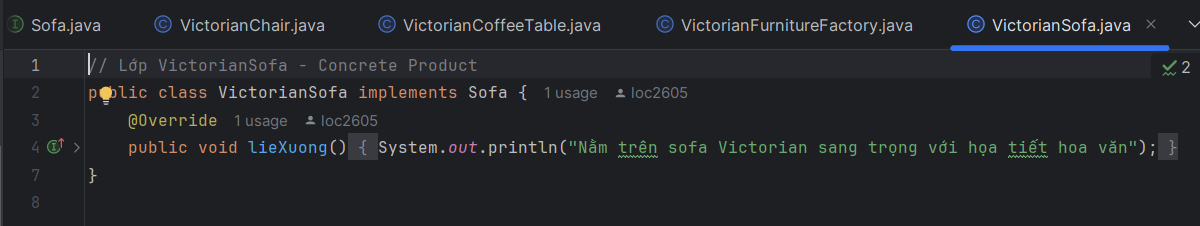 Sofa.java VictorianChair.java VictorianCoffeeTable.java VictorianFurnitureFactory.java VictorianSofa.java
1 // Lớp VictorianSofa - Concrete Product 2
2 public class VictorianSofa implements Sofa { 1 usage loc2605
3 @Override 1 usage loc2605
4 public void lieXuong() { System.out.println("Nằm trên sofa Victorian sang trọng với họa tiết hoa văn"); }
7 }
8